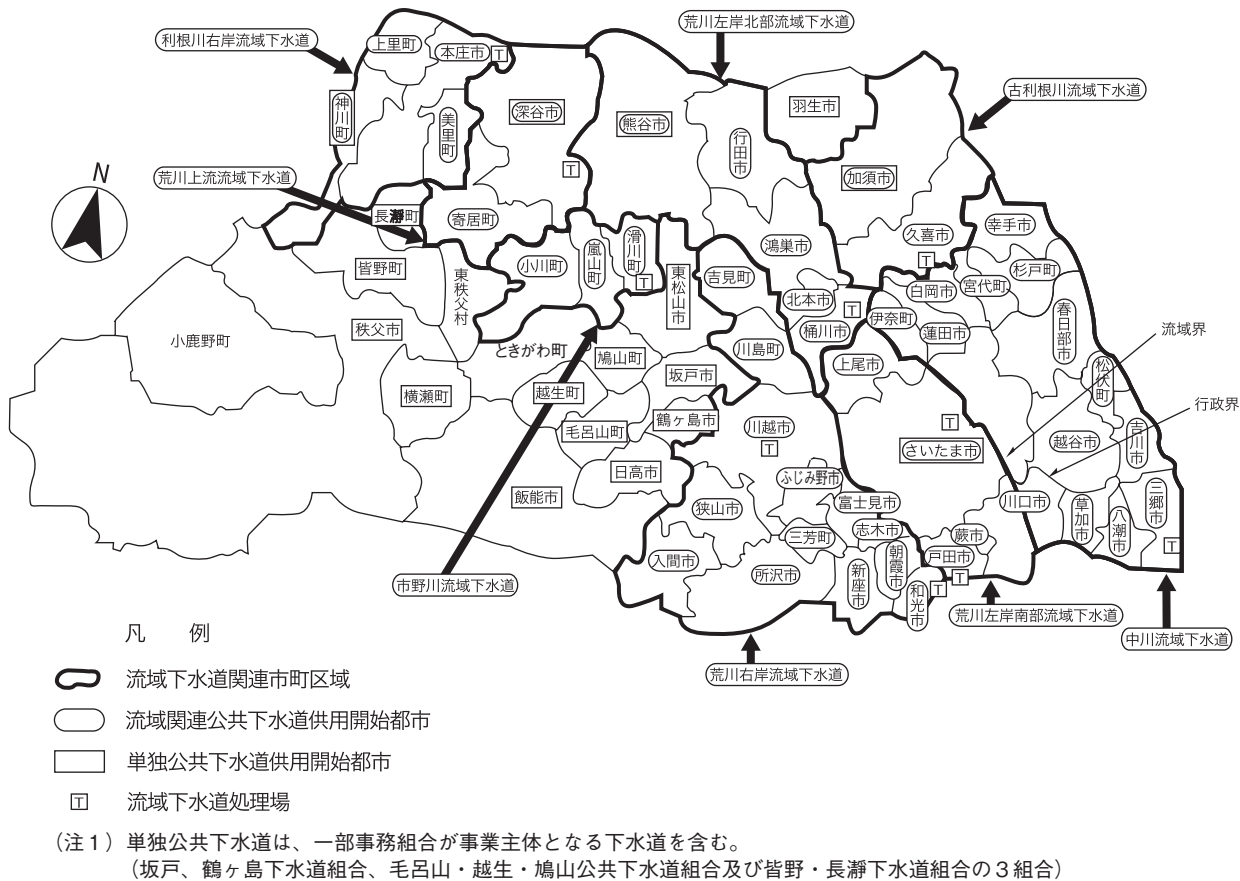 荒川左岸北部流域下水道
利根川右岸流域下水道
上里町
本庄市
T
古利根川流域下水道
神川町
美里町
深谷市
熊谷市
行田市
羽生市
加須市
T
N
荒川上流流域下水道
長瀞町
寄居町
鴻巣市
久喜市
T
幸手市
皆野町
東秩父村
小川町
嵐山町
滑川町
T
東松山市
吉見町
北本市
T
桶川市
伊奈町
白岡市
宮代町
杉戸町
蓮田市
春日部市
流域界
小鹿野町
秩父市
ときがわ町
鳩山町
川島町
上尾市
松伏町
横瀬町
越生町
坂戸市
行政界
毛呂山町
鶴ヶ島市
川越市
T
T
さいたま市
越谷市
吉川市
日高市
飯能市
ふじみ野市
狭山市
富士見市
川口市
草加市
八潮市
三郷市
T
志木市
三芳町
蕨市
戸田市
T
入間市
所沢市
新座市
朝霞市
和光市
T
市野川流域下水道
荒川左岸南部流域下水道
中川流域下水道
荒川右岸流域下水道
凡 例
流域下水道関連市町区域
流域関連公共下水道供用開始都市
単独公共下水道供用開始都市
T 流域下水道処理場
（注１）単独公共下水道は、一部事務組合が事業主体となる下水道を含む。
（坂戸、鶴ヶ島下水道組合、毛呂山・越生・鳩山公共下水道組合及び皆野・長瀞下水道組合の３組合）